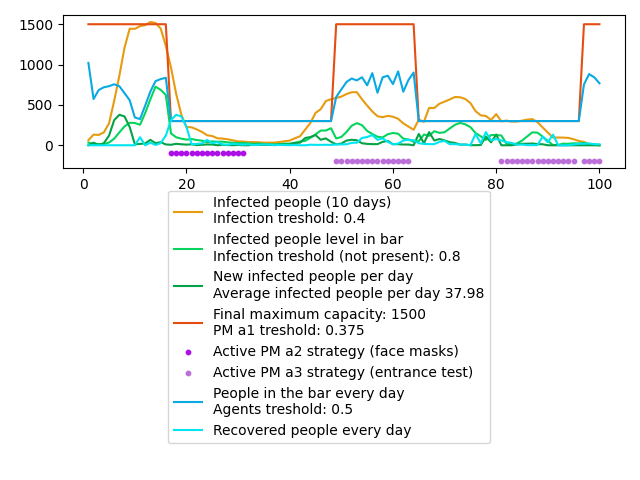 1500
1000
500
0
0
20
40
60
80
100
Infected people (10 days)
Infection treshold: 0.4
Infected people level in bar
Infection treshold (not present): 0.8
New infected people per day
Average infected people per day 37.98
Final maximum capacity: 1500
PM a1 treshold: 0.375
Active PM a2 strategy (face masks)
Active PM a3 strategy (entrance test)
People in the bar every day
Agents treshold: 0.5
Recovered people every day